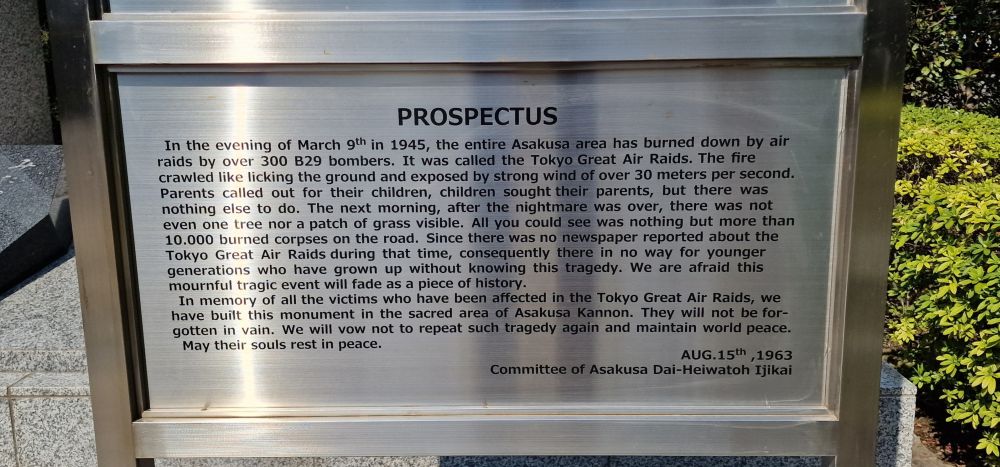 PROSPECTUS
In the evening of March 9th in 1945, the entire Asakusa area has burned down by air
raids by over 300 B29 bombers. It was called the Tokyo Great Air Raids. The fire
crawled like licking the ground and exposed by strong wind of over 30 meters per second.
Parents called out for their children, children sought their parents, but there was
nothing else to do. The next morning, after the nightmare was over, there was not
even one tree nor a patch of grass visible. All you could see was nothing but more than
10.000 burned corpses on the road. Since there was no newspaper reported about the
Tokyo Great Air Raids during that time, consequently there in no way for younger
generations who have grown up without knowing this tragedy. We are afraid this
mournful tragic event will fade as a piece of history.
In memory of all the victims who have been affected in the Tokyo Great Air Raids, we
have built this monument in the sacred area of Asakusa Kannon. They will not be for-
gotten in vain. We will vow not to repeat such tragedy again and maintain world peace.
May their souls rest in peace.
AUG.15th ,1963
Committee of Asakusa Dai-Heiwatoh Ijikai